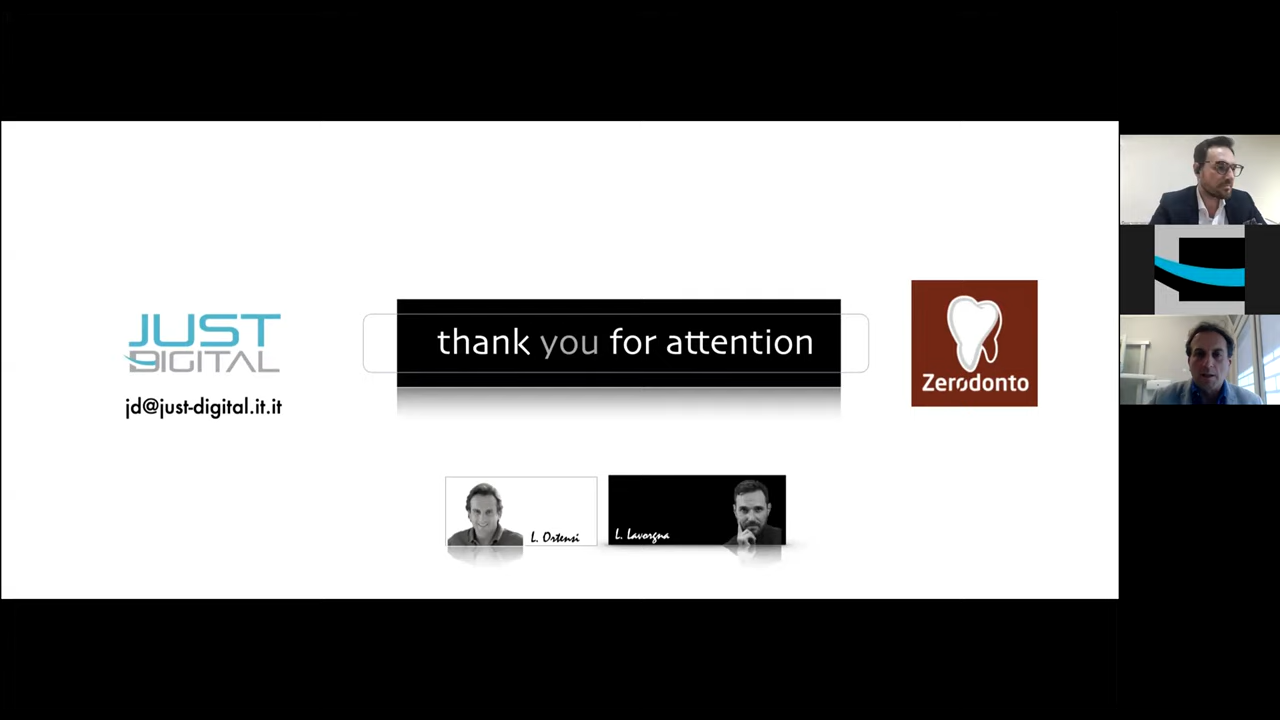 JUST
DIGITAL
jd@just-digital.it.it
thank you for attention
Zerodonto
L. Ortensi
L. Lavorgna